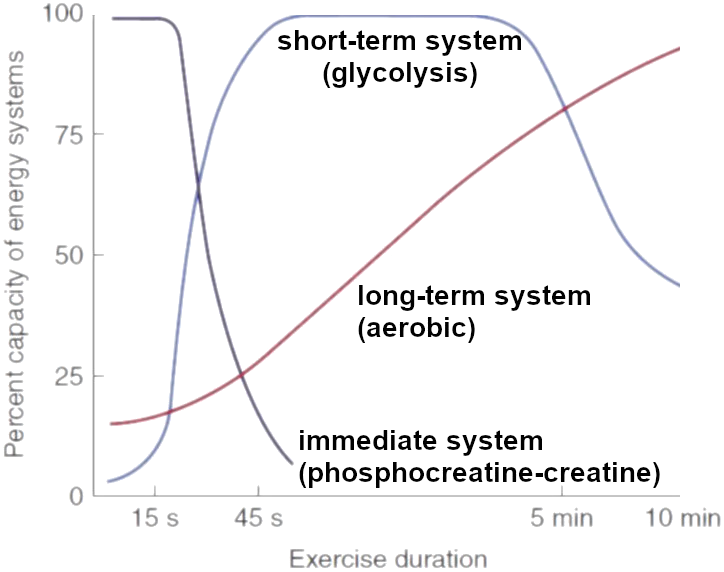 Percent capacity of energy systems
100
75
50
25
0
short-term system
(glycolysis)
long-term system
(aerobic)
immediate system
(phosphocreatine-creatine)
15 s
45 s
5 min
10 min
Exercise duration